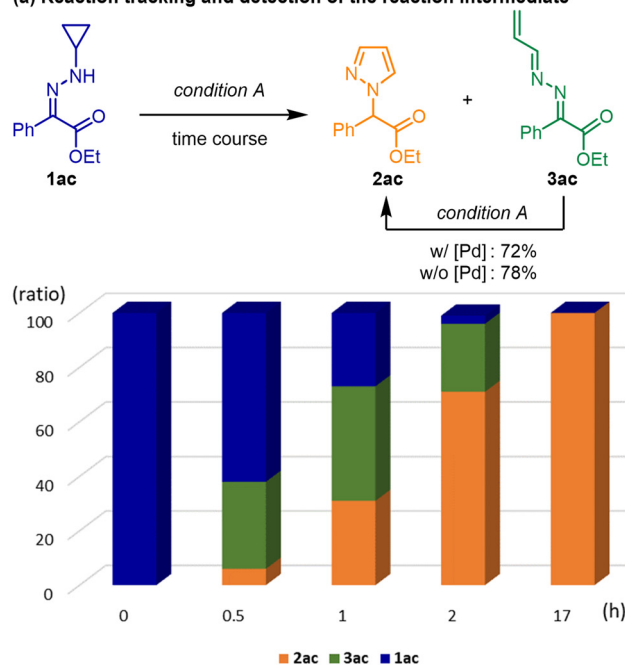 (a) Reaction tracking and detection of the reaction intermediate
NH
N
Ph
O
OEt
1ac
condition A
time course
N
N
Ph
O
OEt
2ac
+
N
N
Ph
O
OEt
3ac
condition A
w/ [Pd] : 72%
w/o [Pd] : 78%
(ratio)
100
80
60
40
20
0
0 0.5 1 2 17 (h)
2ac 3ac 1ac